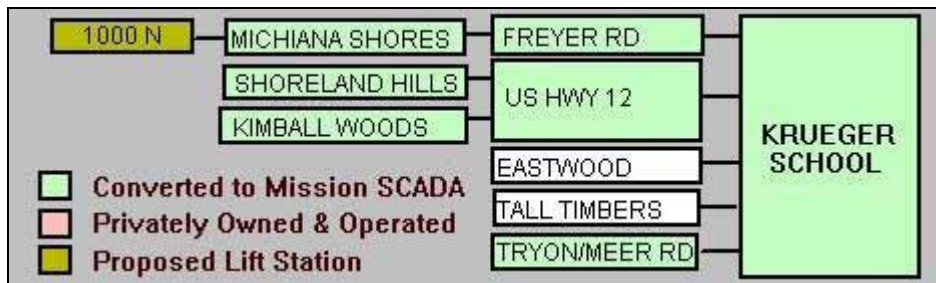 1000 N
MICHIANA SHORES
FREYER RD
SHORELAND HILLS
US HWY 12
KIMBALL WOODS
KRUEGER
SCHOOL
EASTWOOD
TALL TIMBERS
TRYON/MEER RD
Converted to Mission SCADA
Privately Owned & Operated
Proposed Lift Station